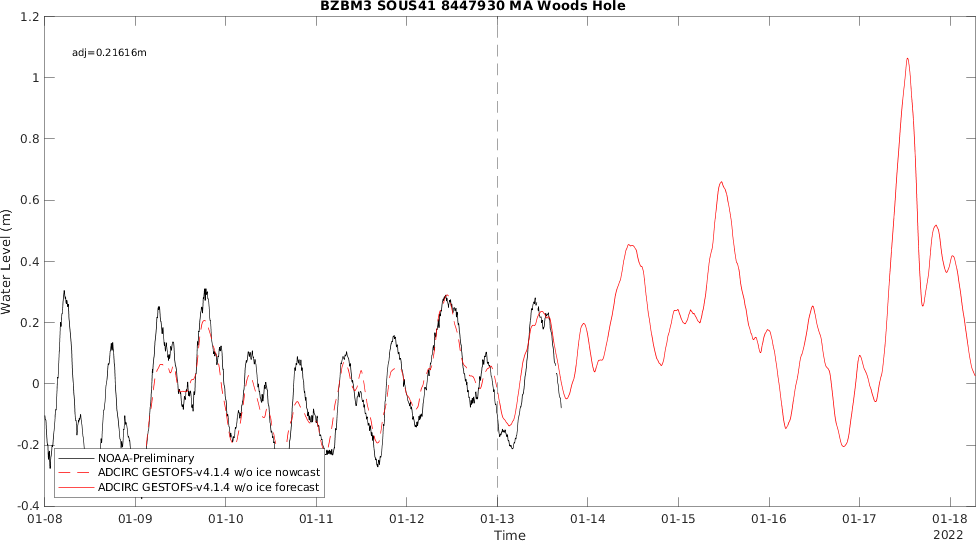 BZBM3 SOUS41 8447930 MA Woods Hole
adj=0.21616m
1.2
1
0.8
0.6
0.4
0.2
0
-0.2
-0.4
Water Level (m)
NOAA-Preliminary
ADCIRC GESTOFS-v4.1.4 w/o ice nowcast
ADCIRC GESTOFS-v4.1.4 w/o ice forecast
01-08 01-09 01-10 01-11 01-12 01-13 01-14 01-15 01-16 01-17 01-18
Time
2022